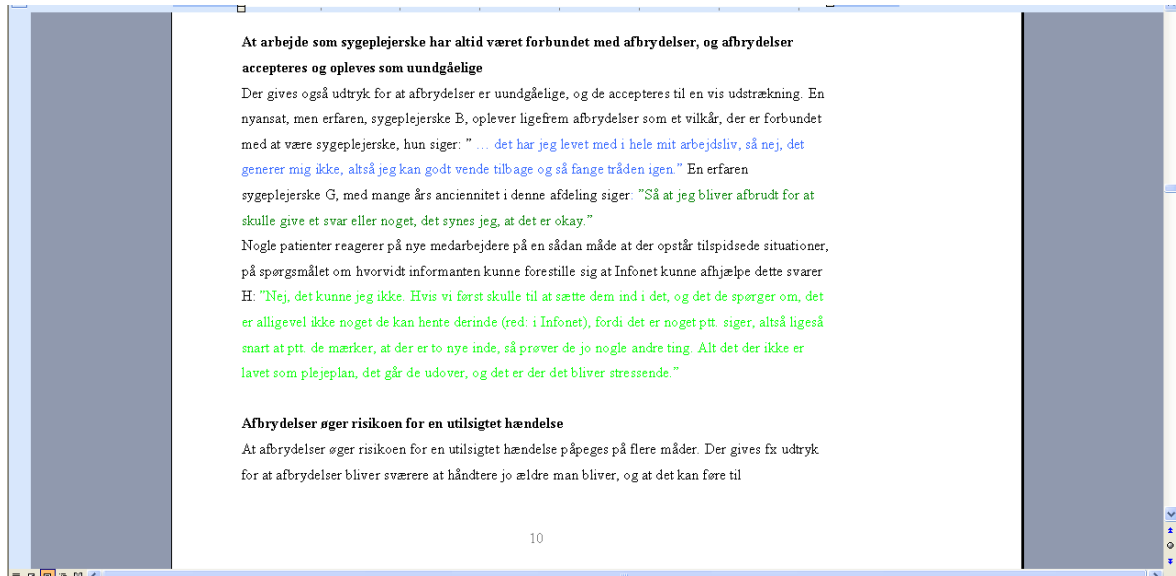 At arbejde som sygeplejerske har altid været forbundet med afbrydelser, og afbrydelser
accepteres og opleves som uundgåelige
Der gives også udtryk for at afbrydelser er uundgåelige, og de accepteres til en vis udstrækning. En
nyansat, men erfaren, sygeplejerske B, oplever ligefrem afbrydelser som et vilkår, der er forbundet
med at være sygeplejerske, hun siger: ” … det har jeg levet med i hele mit arbejdsliv, så nej, det
generer mig ikke, altså jeg kan godt vende tilbage og så fange tråden igen.” En erfaren
sygeplejerske G, med mange års anciennitet i denne afdeling siger: ”Så at jeg bliver afbrudt for at
skulle give et svar eller noget, det synes jeg, at det er okay.”
Nogle patienter reagerer på nye medarbejdere på en sådan måde at der opstår tilspidsede situationer,
på spørgsmålet om hvorvidt informanten kunne forestille sig at Infonet kunne afhjælpe dette svarer
H: ”Nej, det kunne jeg ikke. Hvis vi først skulle til at sætte dem ind i det, og det de spørger om, det
er alligevel ikke noget de kan hente derinde (red: i Infonet), fordi det er noget ptt. siger, altså ligeså
snart at ptt. de mærker, at der er to nye inde, så prøver de jo nogle andre ting. Alt det der ikke er
lavet som plejeplan, det går de udover, og det er der det bliver stressende.”
Afbrydelser øger risikoen for en utilsigtet hændelse
At afbrydelser øger risikoen for en utilsigtet hændelse påpeges på flere måder. Der gives fx udtryk
for at afbrydelser bliver sværere at håndtere jo ældre man bliver, og at det kan føre til
10